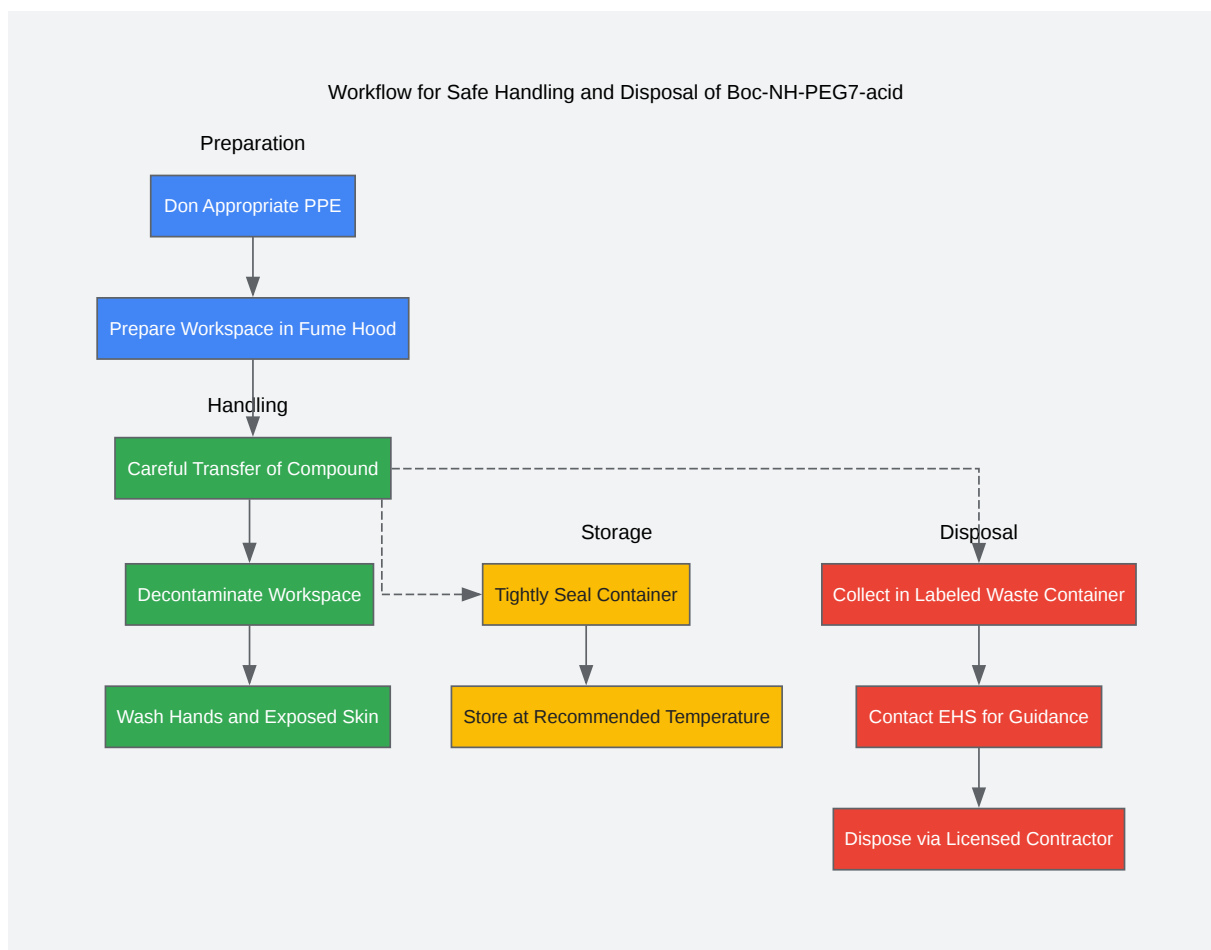 Workflow for Safe Handling and Disposal of Boc-NH-PEG7-acid
Preparation
Don Appropriate PPE
Prepare Workspace in Fume Hood
Handling
Careful Transfer of Compound
Decontaminate Workspace
Wash Hands and Exposed Skin
Storage
Tightly Seal Container
Store at Recommended Temperature
Disposal
Collect in Labeled Waste Container
Contact EHS for Guidance
Dispose via Licensed Contractor